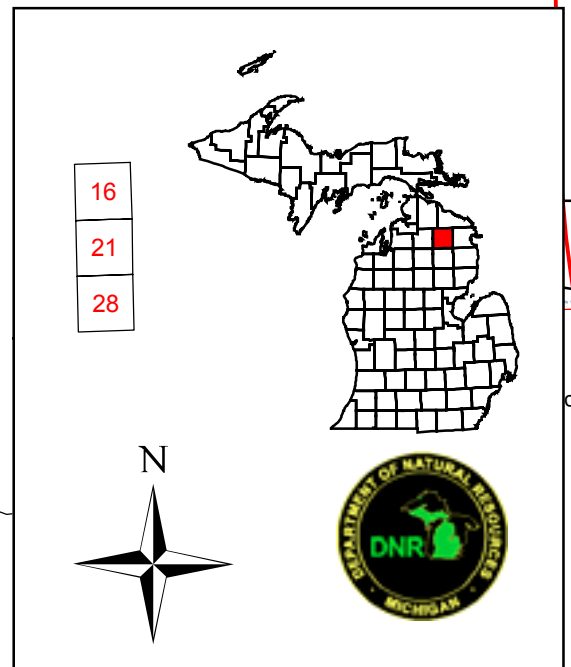 16
21
28
N
DEPARTMENT OF NATURAL RESOURCES
DNR
MICHIGAN